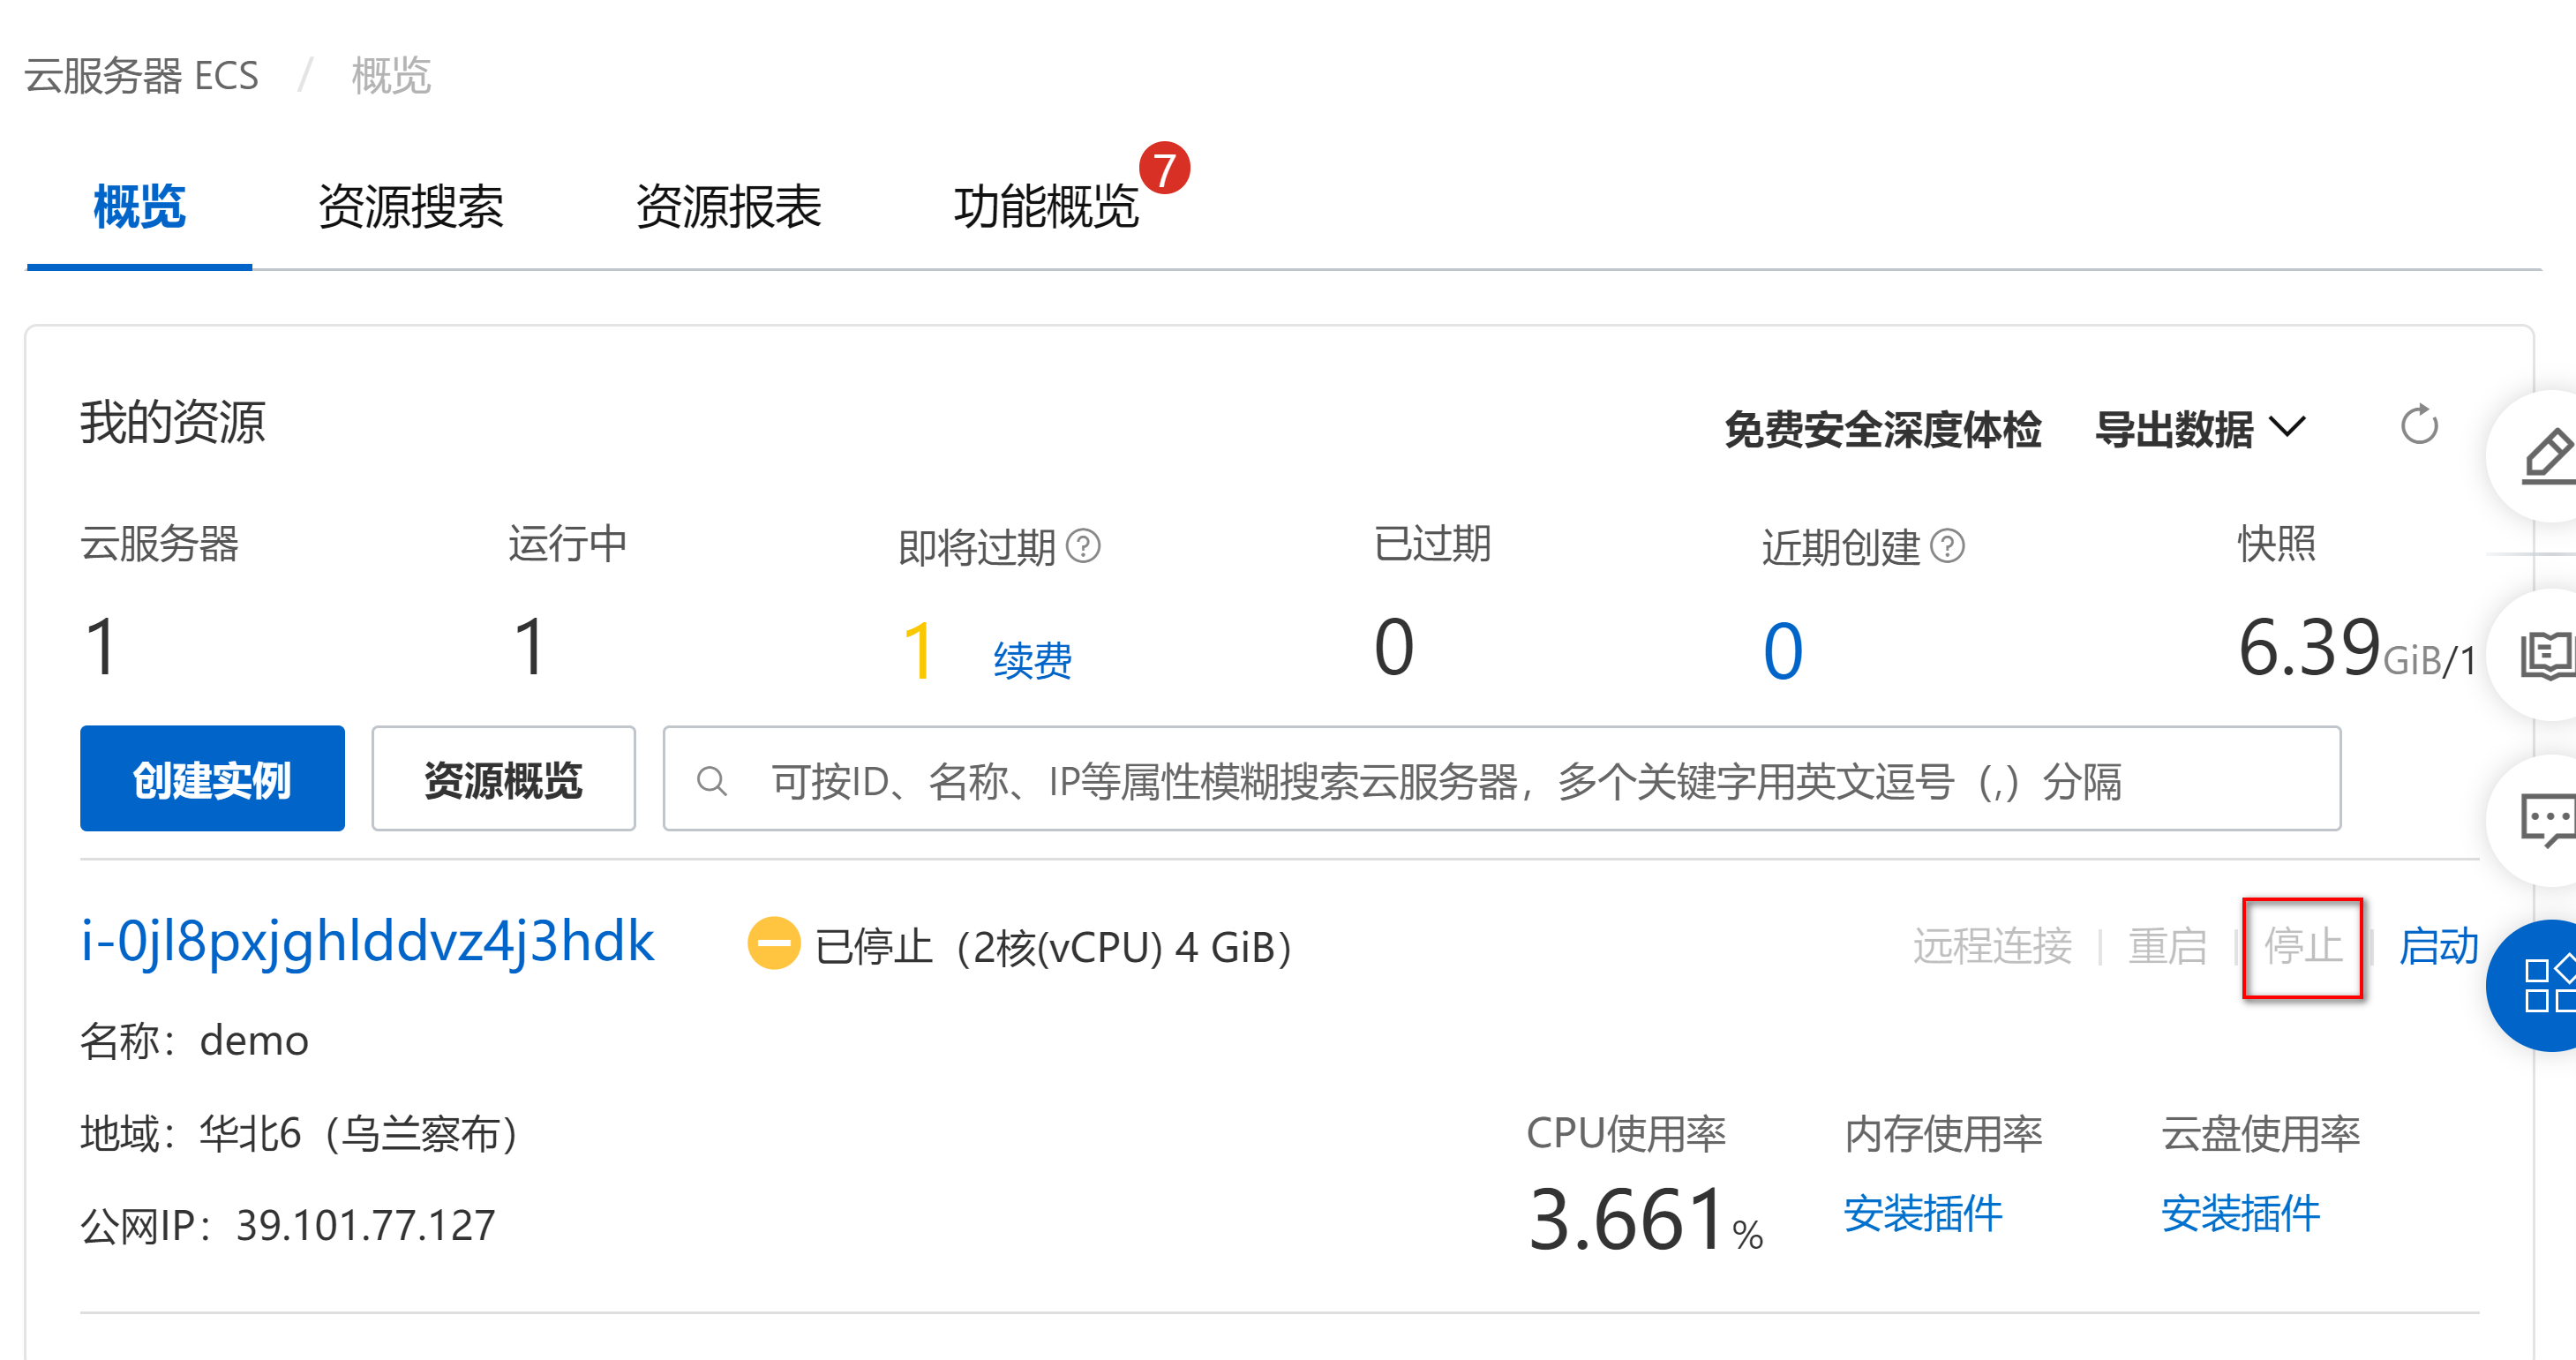 云服务器 ECS / 概览
概览 资源搜索 资源报表 功能概览 7
我的资源 免费安全深度体检 导出数据
云服务器 运行中 即将过期 ? 已过期 近期创建 ? 快照
1 1 1 续费 0 0 6.39GiB/1
创建实例 资源概览 可按ID、名称、IP等属性模糊搜索云服务器，多个关键字用英文逗号（,）分隔
i-0jl8pxjghlddvz4j3hdk 已停止（2核(vCPU) 4 GiB） 远程连接 | 重启 | 停止 | 启动
名称：demo
地域：华北6（乌兰察布） CPU使用率 内存使用率 云盘使用率
公网IP：39.101.77.127 3.661% 安装插件 安装插件